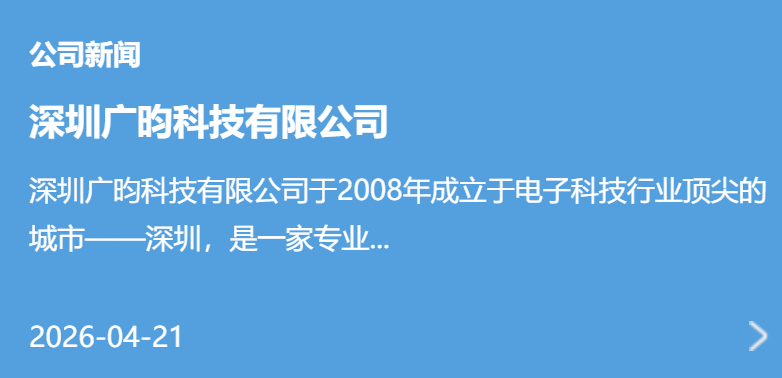 公司新闻
深圳广昀科技有限公司
深圳广昀科技有限公司于2008年成立于电子科技行业顶尖的
城市——深圳，是一家专业...
2026-04-21